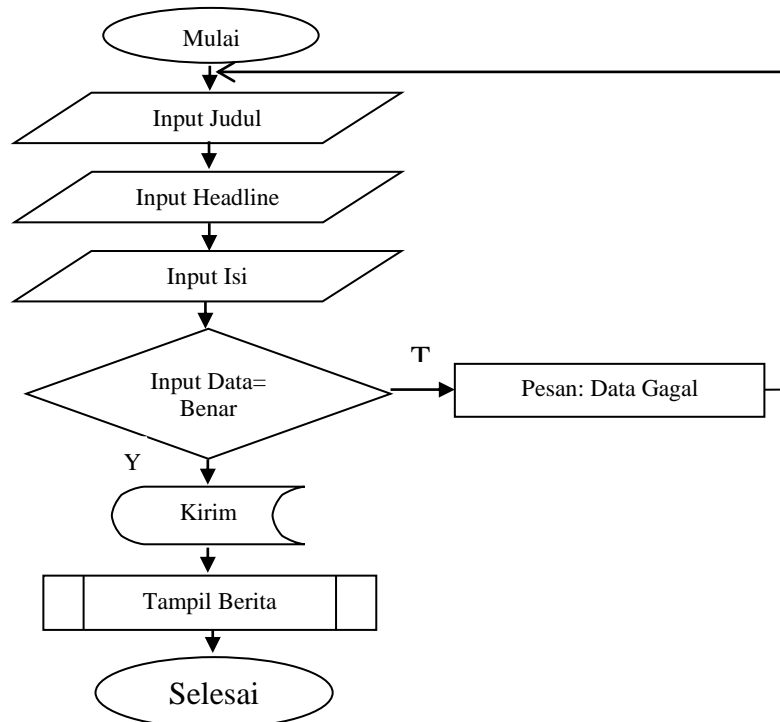 Mulai
Input Judul
Input Headline
Input Isi
Input Data=
Benar
T
Pesan: Data Gagal
Y
Kirim
Tampil Berita
Selesai